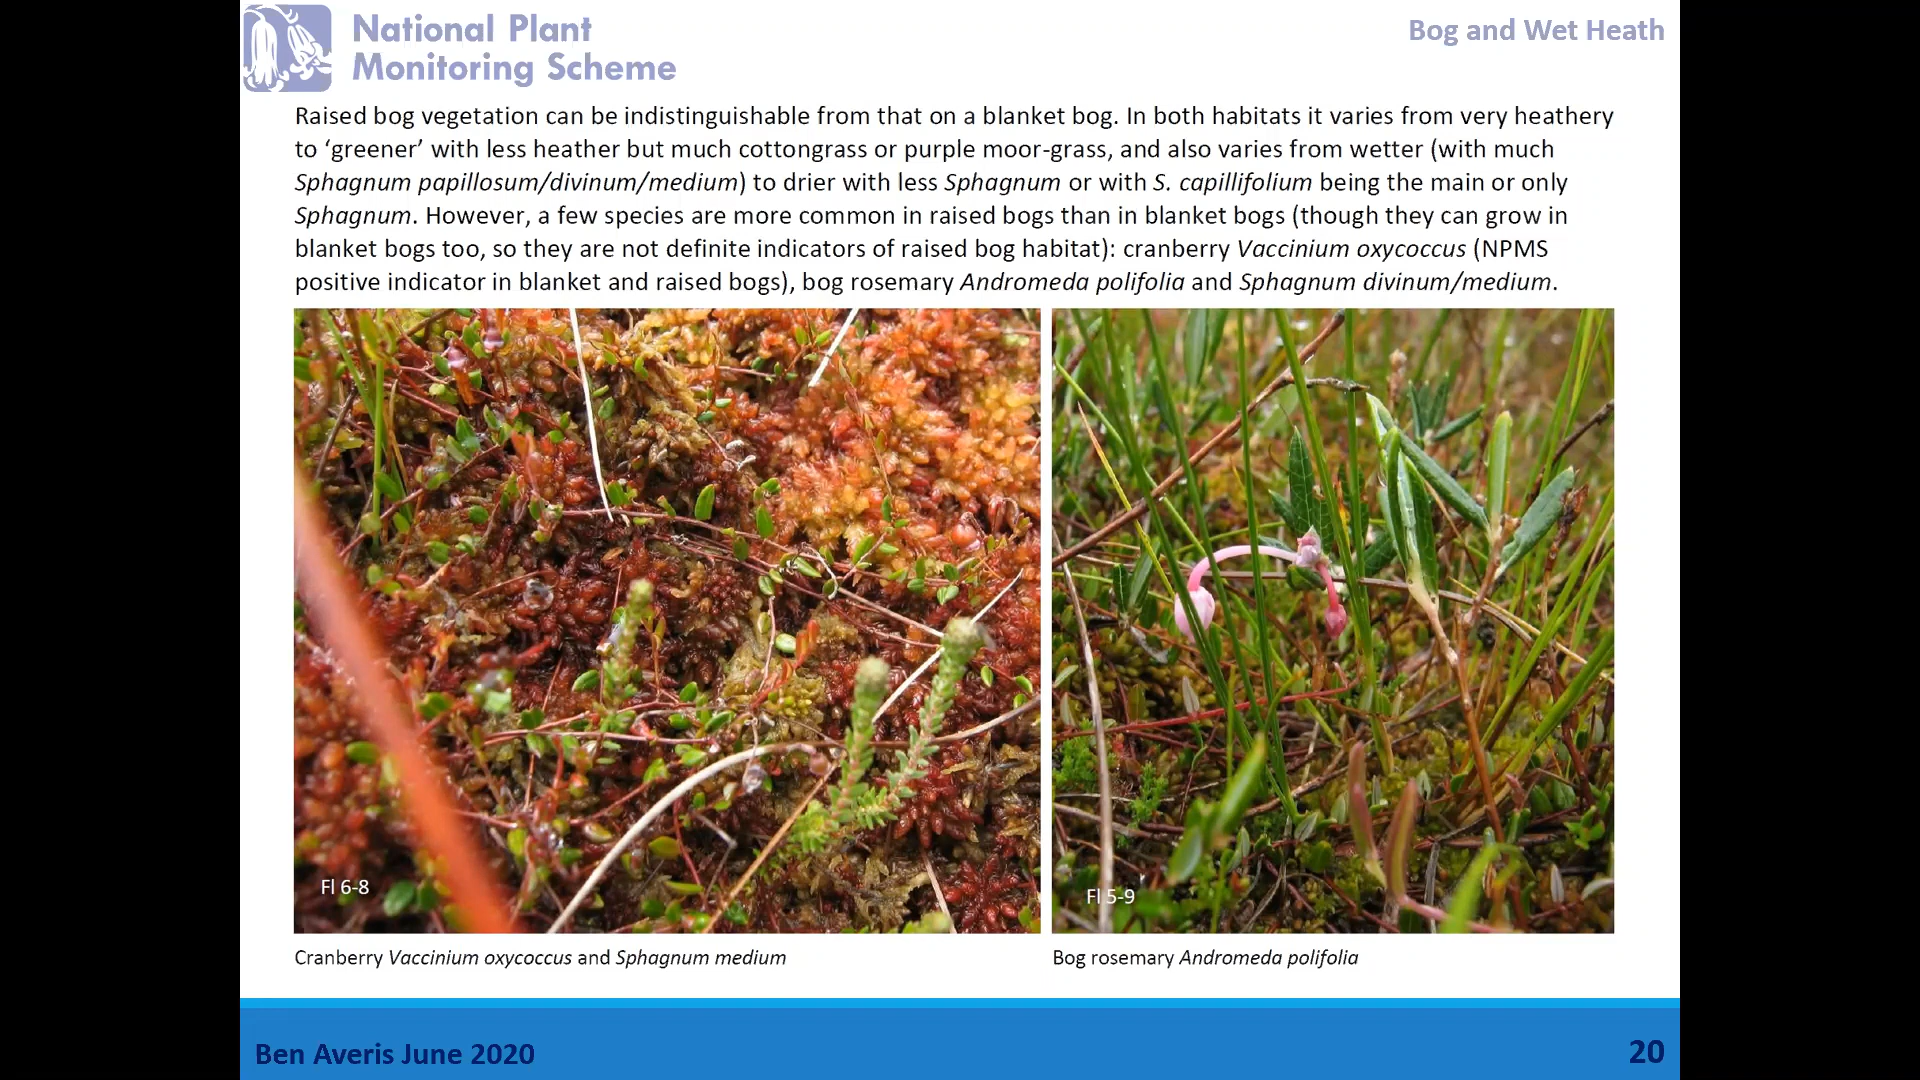 National Plant
Monitoring Scheme
Bog and Wet Heath
Raised bog vegetation can be indistinguishable from that on a blanket bog. In both habitats it varies from very heathery
to ‘greener’ with less heather but much cottongrass or purple moor-grass, and also varies from wetter (with much
Sphagnum papillosum/divinum/medium) to drier with less Sphagnum or with S. capillifolium being the main or only
Sphagnum. However, a few species are more common in raised bogs than in blanket bogs (though they can grow in
blanket bogs too, so they are not definite indicators of raised bog habitat): cranberry Vaccinium oxycoccus (NPMS
positive indicator in blanket and raised bogs), bog rosemary Andromeda polifolia and Sphagnum divinum/medium.
Fl 6-8
Fl 5-9
Cranberry Vaccinium oxycoccus and Sphagnum medium
Bog rosemary Andromeda polifolia
Ben Averis June 2020
20